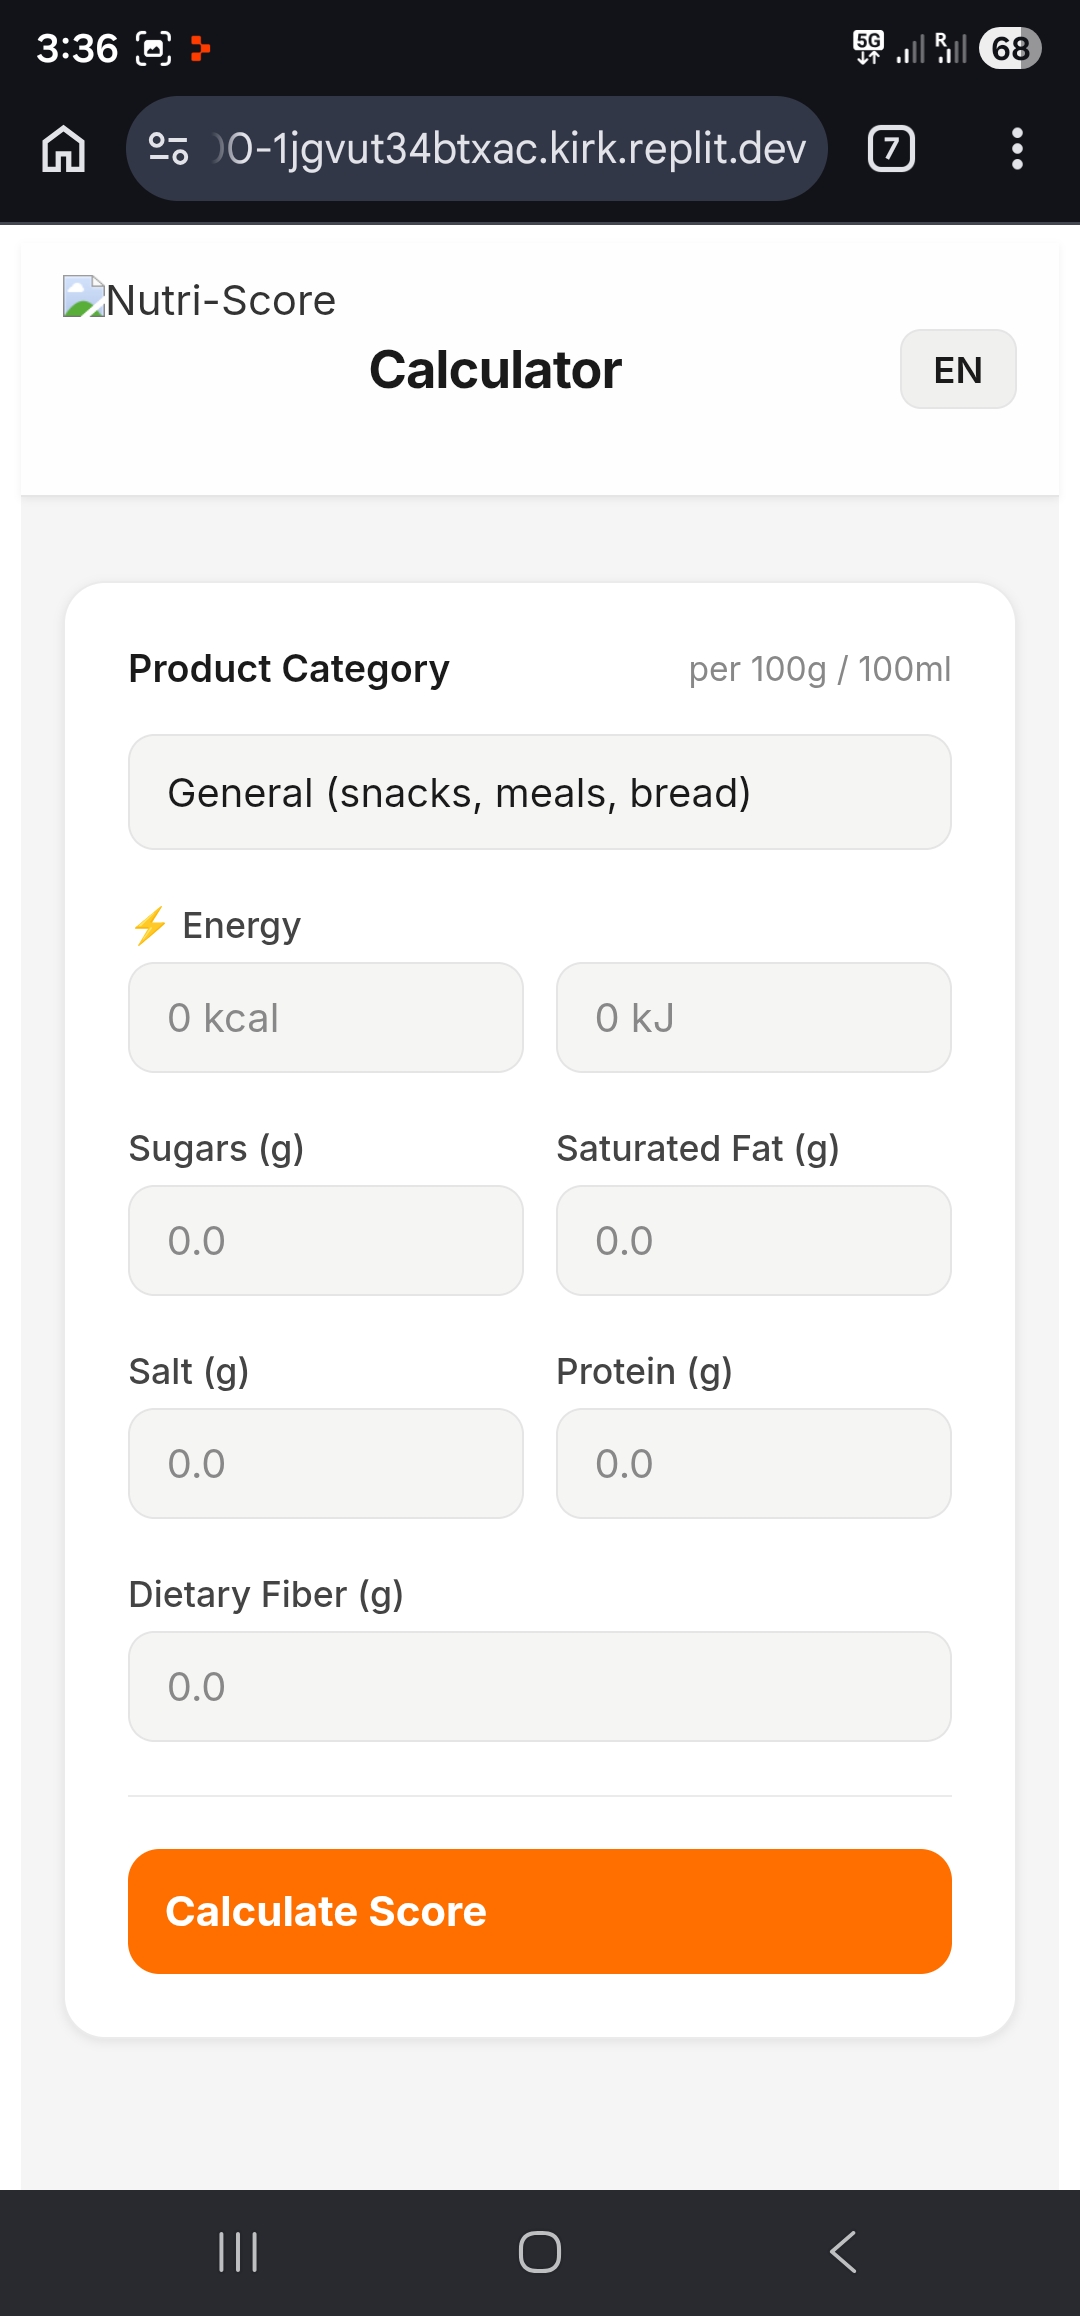 3:36
5G
R
68
0-1jgvut34btxac.kirk.replit.dev
7
Nutri-Score
Calculator
EN
Product Category
per 100g / 100ml
General (snacks, meals, bread)
⚡ Energy
0 kcal
0 kJ
Sugars (g)
Saturated Fat (g)
0.0
0.0
Salt (g)
Protein (g)
0.0
0.0
Dietary Fiber (g)
0.0
Calculate Score